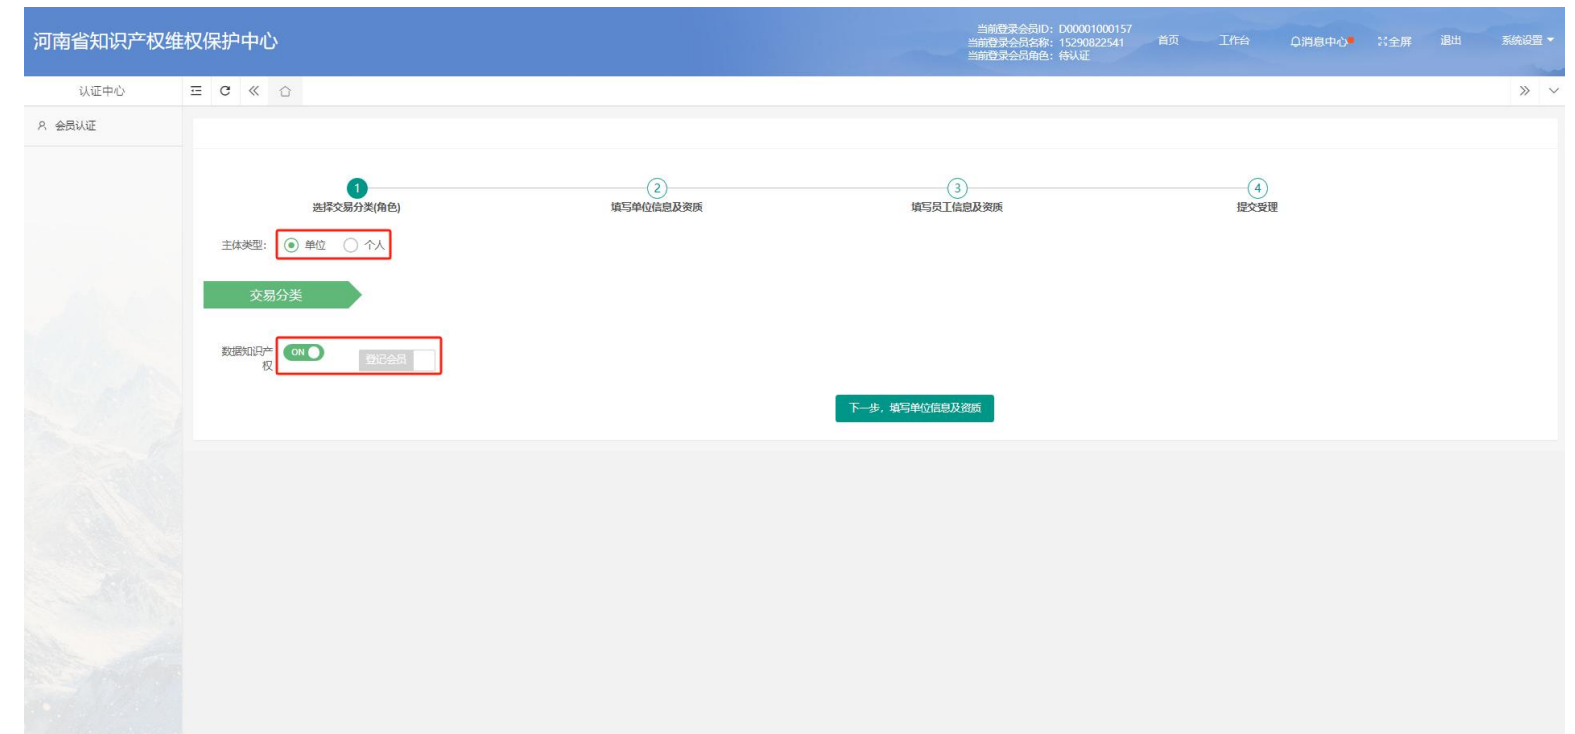 河南省知识产权维权保护中心
当前登录会员ID: D00001000157
当前登录会员名称: 15290822541
当前登录会员角色: 待认证
首页
工作台
消息中心
全屏
退出
系统设置
认证中心
会员认证
1
2
3
4
选择交易分类(角色)
填写单位信息及资质
填写员工信息及资质
提交受理
主体类型:
单位
个人
交易分类
数据知识产
权
ON
登记会员
下一步, 填写单位信息及资质